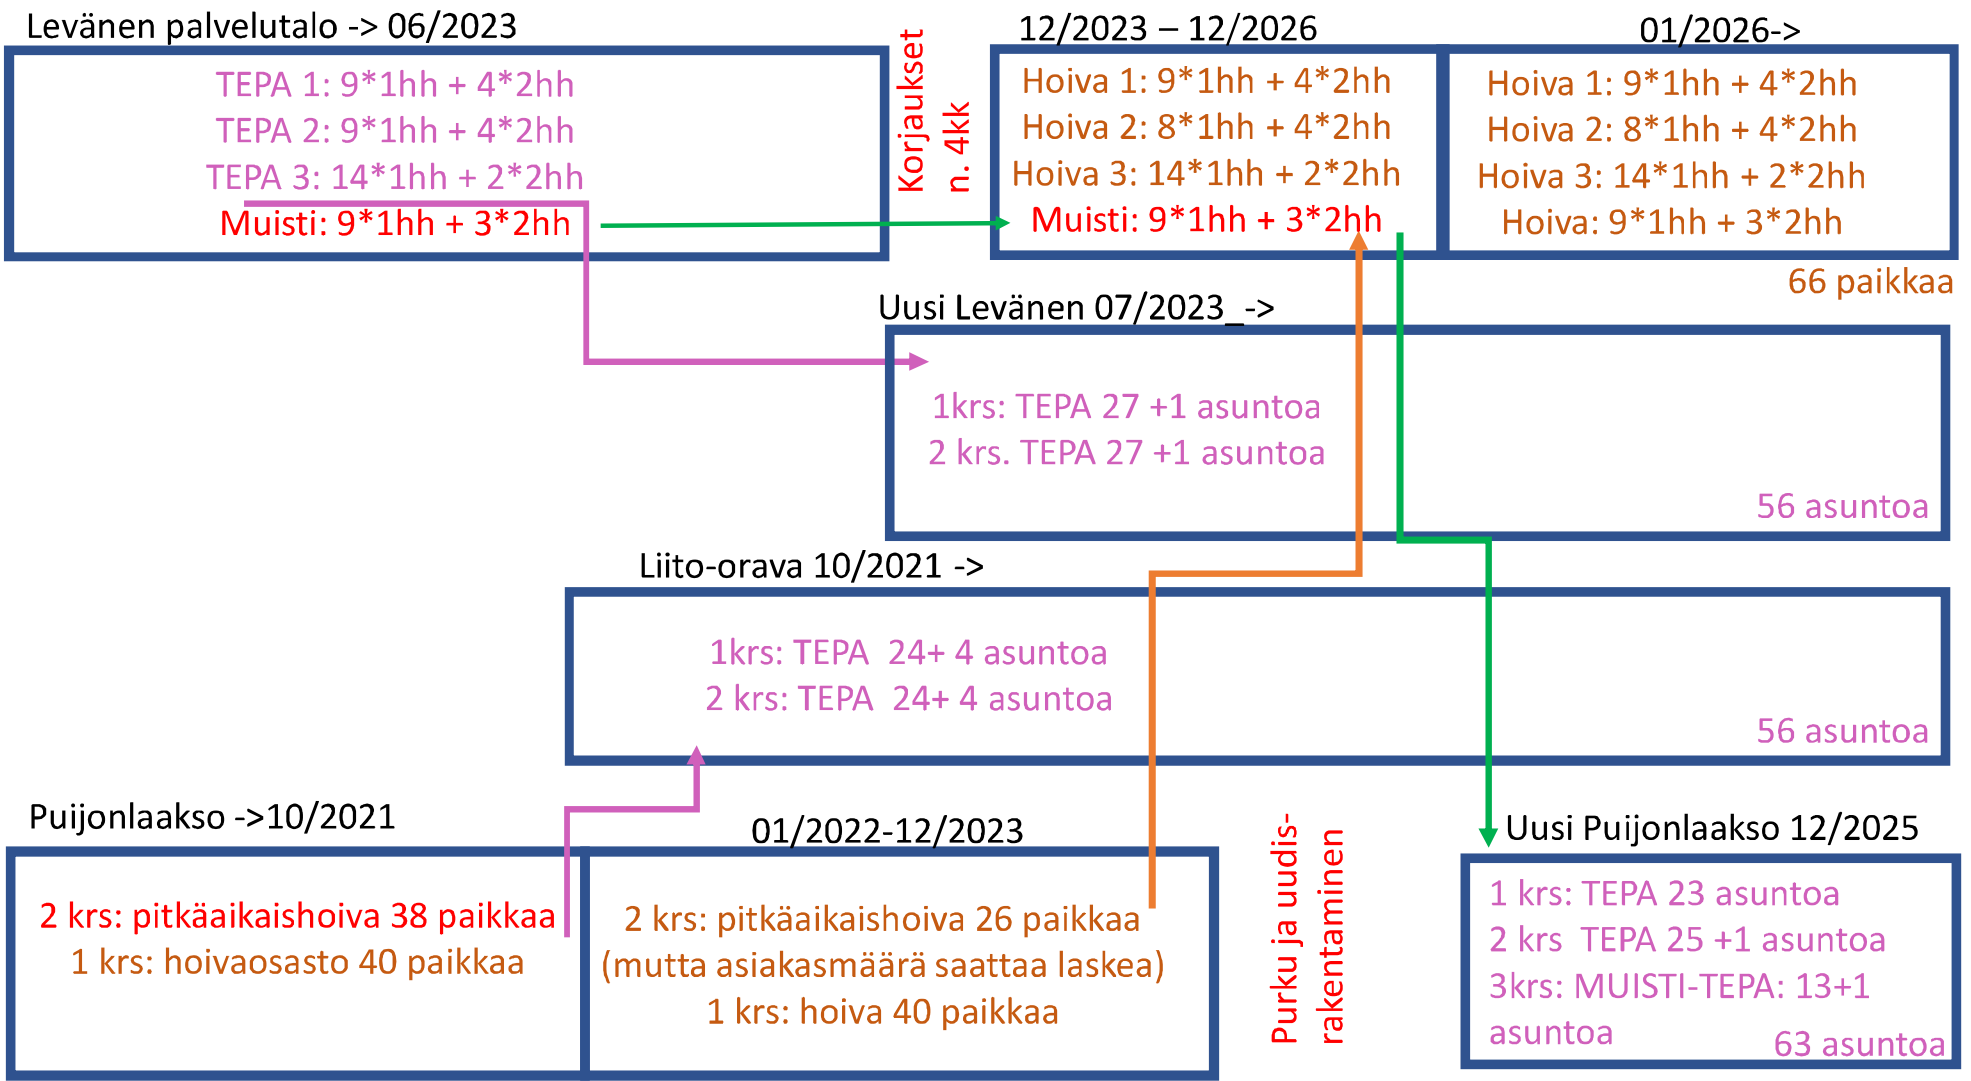 Levänen palvelutalo -> 06/2023
TEPA 1: 9*1hh + 4*2hh
TEPA 2: 9*1hh + 4*2hh
TEPA 3: 14*1hh + 2*2hh
Muisti: 9*1hh + 3*2hh
Korjaukset
n. 4kk
12/2023 – 12/2026
Hoiva 1: 9*1hh + 4*2hh
Hoiva 2: 8*1hh + 4*2hh
Hoiva 3: 14*1hh + 2*2hh
Muisti: 9*1hh + 3*2hh
01/2026->
Hoiva 1: 9*1hh + 4*2hh
Hoiva 2: 8*1hh + 4*2hh
Hoiva 3: 14*1hh + 2*2hh
Hoiva: 9*1hh + 3*2hh
66 paikkaa
Uusi Levänen 07/2023_->
1krs: TEPA 27 +1 asuntoa
2 krs. TEPA 27 +1 asuntoa
56 asuntoa
Liito-orava 10/2021 ->
1krs: TEPA  24+ 4 asuntoa
2 krs: TEPA  24+ 4 asuntoa
56 asuntoa
Puijonlaakso ->10/2021
2 krs: pitkäaikaishoiva 38 paikkaa
1 krs: hoivaosasto 40 paikkaa
01/2022-12/2023
2 krs: pitkäaikaishoiva 26 paikkaa
(mutta asiakasmäärä saattaa laskea)
1 krs: hoiva 40 paikkaa
Purku ja uudis-
rakentaminen
Uusi Puijonlaakso 12/2025
1 krs: TEPA 23 asuntoa
2 krs  TEPA 25 +1 asuntoa
3krs: MUISTI-TEPA: 13+1
asuntoa
63 asuntoa